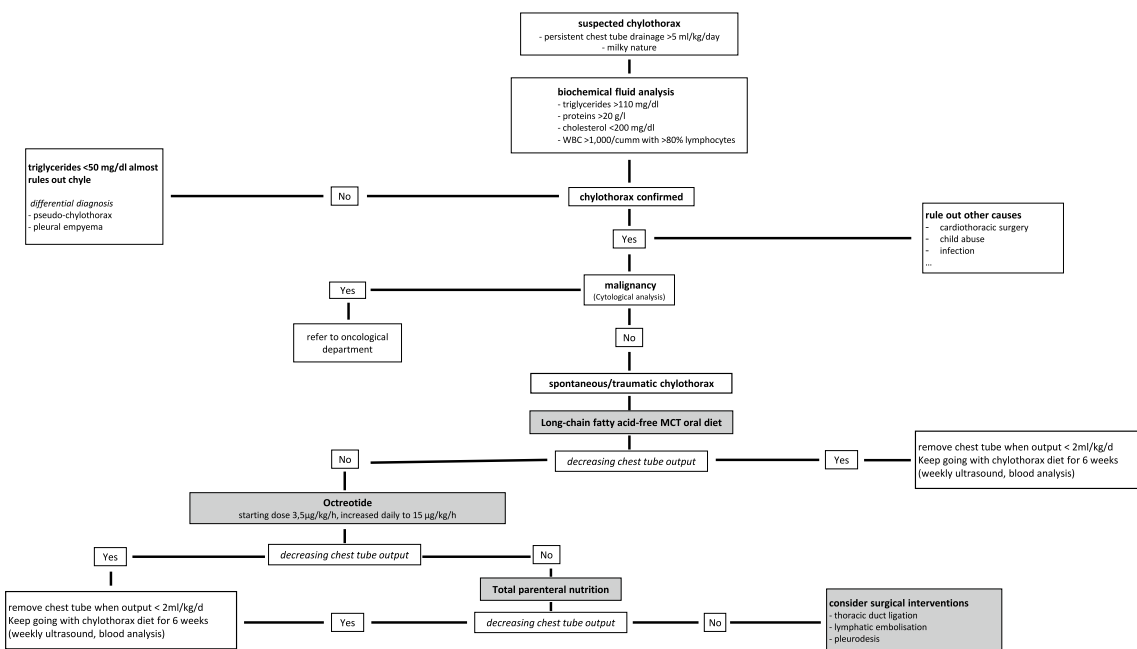 suspected chylothorax
- persistent chest tube drainage >5 ml/kg/day
- milky nature
biochemical fluid analysis
- triglycerides >110 mg/dl
- proteins >20 g/l
- cholesterol <200 mg/dl
- WBC >1,000/cumm with >80% lymphocytes
triglycerides <50 mg/dl almost
rules out chyle
differential diagnosis
- pseudo-chylothorax
- pleural empyema
No
chylothorax confirmed
Yes
rule out other causes
- cardiothoracic surgery
- child abuse
- infection
...
malignancy
(Cytological analysis)
Yes
refer to oncological
department
No
spontaneous/traumatic chylothorax
Long-chain fatty acid-free MCT oral diet
decreasing chest tube output
No
Yes
remove chest tube when output < 2ml/kg/d
Keep going with chylothorax diet for 6 weeks
(weekly ultrasound, blood analysis)
Octreotide
starting dose 3,5µg/kg/h, increased daily to 15 µg/kg/h
decreasing chest tube output
Yes
No
Total parenteral nutrition
remove chest tube when output < 2ml/kg/d
Keep going with chylothorax diet for 6 weeks
(weekly ultrasound, blood analysis)
Yes
decreasing chest tube output
No
consider surgical interventions
- thoracic duct ligation
- lymphatic embolisation
- pleurodesis